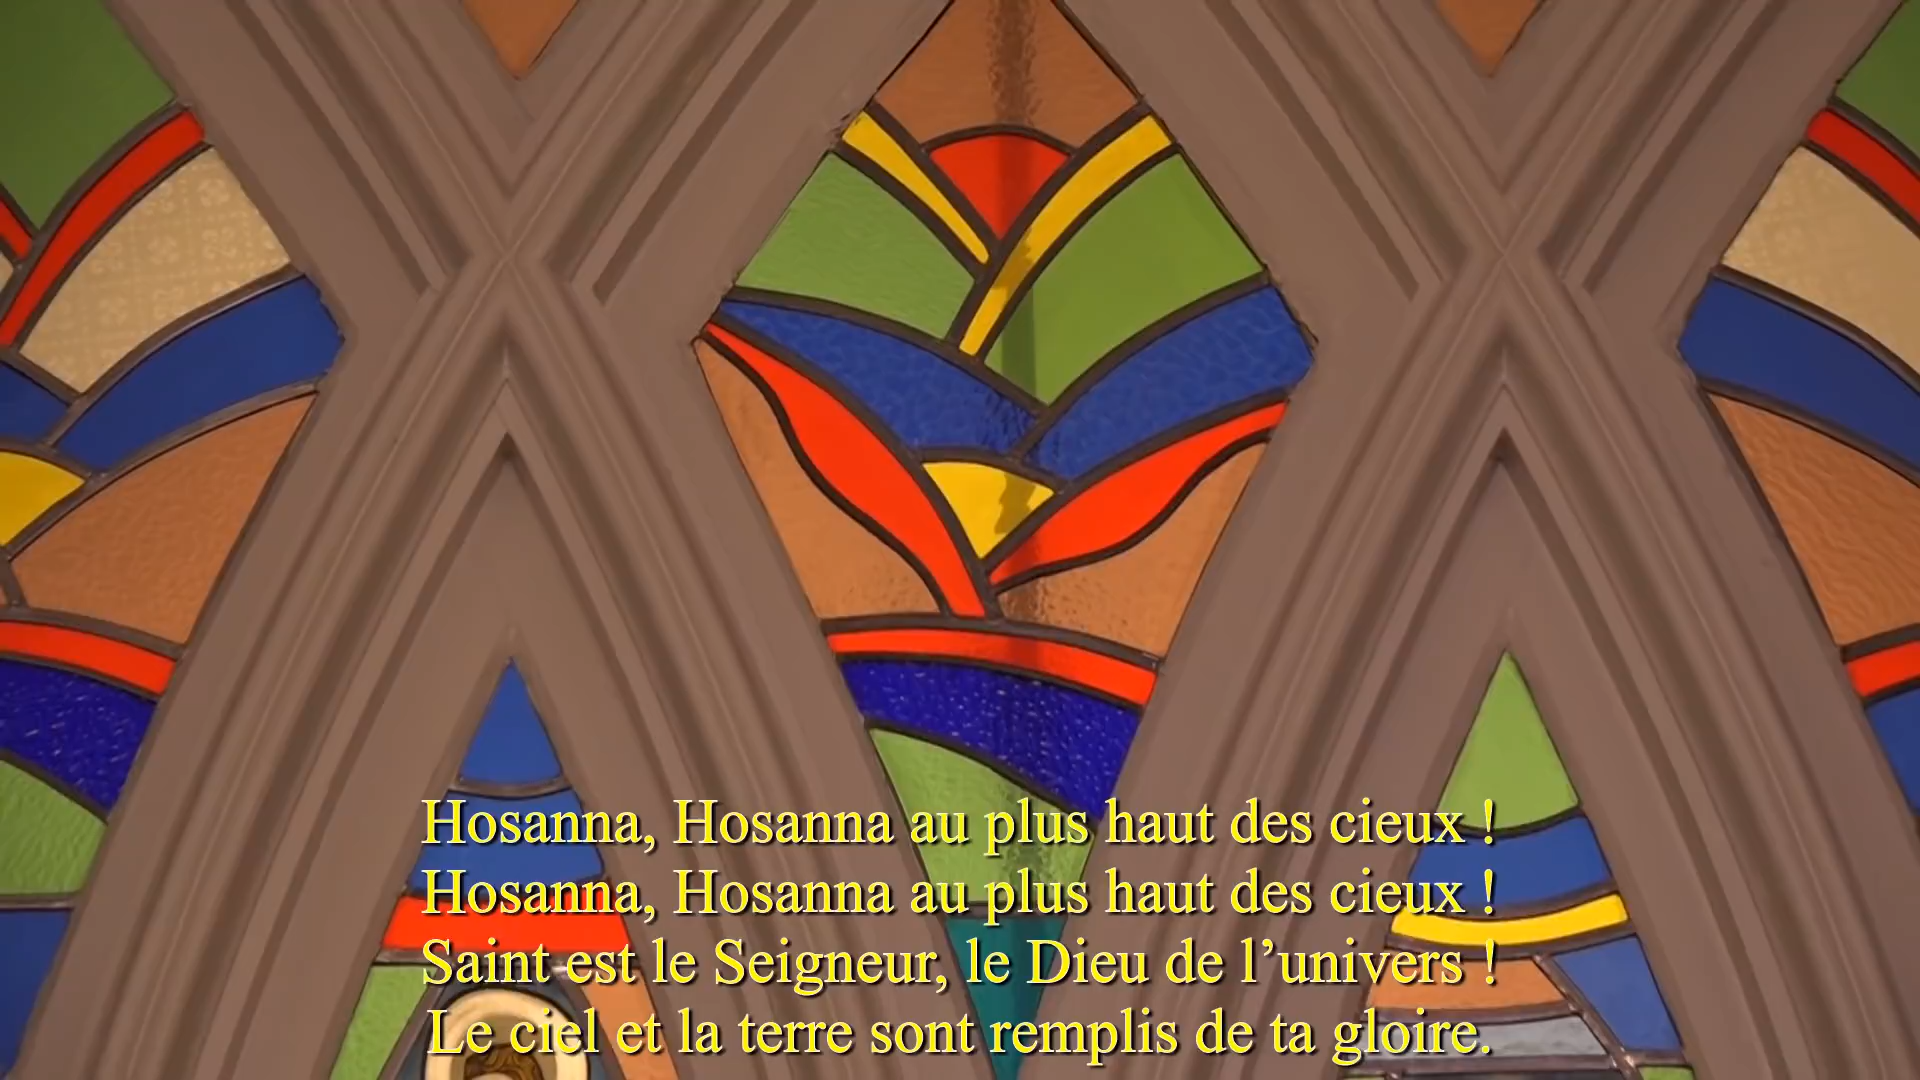 Hosanna, Hosanna au plus haut des cieux !
Hosanna, Hosanna au plus haut des cieux !
Saint est le Seigneur, le Dieu de l’univers !
Le ciel et la terre sont remplis de ta gloire.